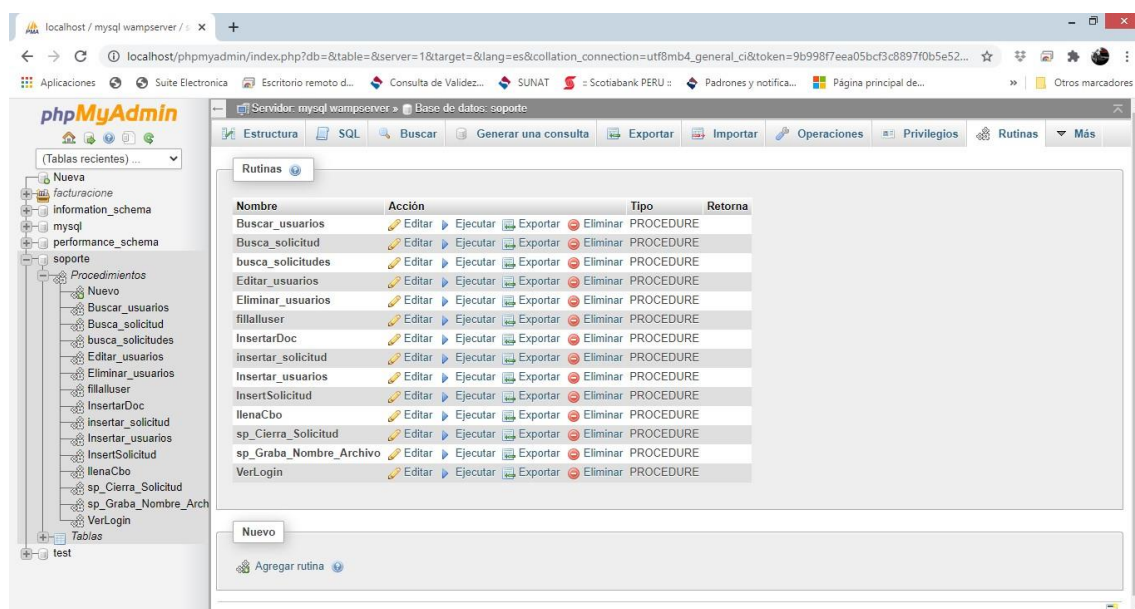 localhost / mysql wampserver / s
localhost/phpmyadmin/index.php?db=&table=&server=1&target=&lang=es&collation_connection=utf8mb4_general_ci&token=9b998f7eea05bcf3c8897f0b5e52...
Aplicaciones Suite Electronica Escritorio remoto d... Consulta de Validez... SUNAT :: Scotiabank PERU :: Padrones y notifica... Página principal de... » Otros marcadores
phpMyAdmin
(Tablas recientes) ...
Nueva
facturacione
information_schema
mysql
performance_schema
soporte
Procedimientos
Nuevo
Buscar_usuarios
Busca_solicitud
busca_solicitudes
Editar_usuarios
Eliminar_usuarios
fillalluser
InsertarDoc
insertar_solicitud
Insertar_usuarios
InsertSolicitud
llenaCbo
sp_Cierra_Solicitud
sp_Graba_Nombre_Arch
VerLogin
Tablas
test
Servidor: mysql wampserver » Base de datos: soporte
Estructura SQL Buscar Generar una consulta Exportar Importar Operaciones Privilegios Rutinas Más
Rutinas
Nombre Acción Tipo Retorna
Buscar_usuarios Editar Ejecutar Exportar Eliminar PROCEDURE
Busca_solicitud Editar Ejecutar Exportar Eliminar PROCEDURE
busca_solicitudes Editar Ejecutar Exportar Eliminar PROCEDURE
Editar_usuarios Editar Ejecutar Exportar Eliminar PROCEDURE
Eliminar_usuarios Editar Ejecutar Exportar Eliminar PROCEDURE
fillalluser Editar Ejecutar Exportar Eliminar PROCEDURE
InsertarDoc Editar Ejecutar Exportar Eliminar PROCEDURE
insertar_solicitud Editar Ejecutar Exportar Eliminar PROCEDURE
Insertar_usuarios Editar Ejecutar Exportar Eliminar PROCEDURE
InsertSolicitud Editar Ejecutar Exportar Eliminar PROCEDURE
llenaCbo Editar Ejecutar Exportar Eliminar PROCEDURE
sp_Cierra_Solicitud Editar Ejecutar Exportar Eliminar PROCEDURE
sp_Graba_Nombre_Archivo Editar Ejecutar Exportar Eliminar PROCEDURE
VerLogin Editar Ejecutar Exportar Eliminar PROCEDURE
Nuevo
Agregar rutina